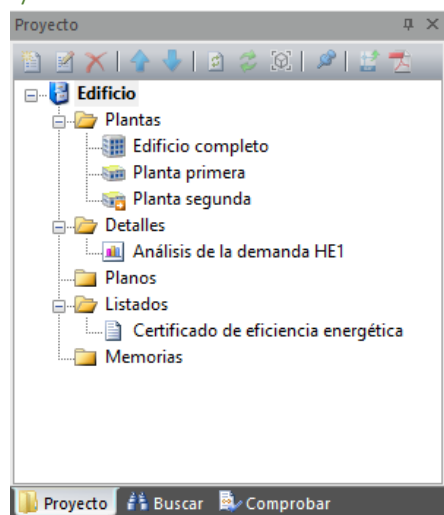 Proyecto
Edificio
Plantas
Edificio completo
Planta primera
Planta segunda
Detalles
Análisis de la demanda HE1
Planos
Listados
Certificado de eficiencia energética
Memorias
Proyecto Buscar Comprobar